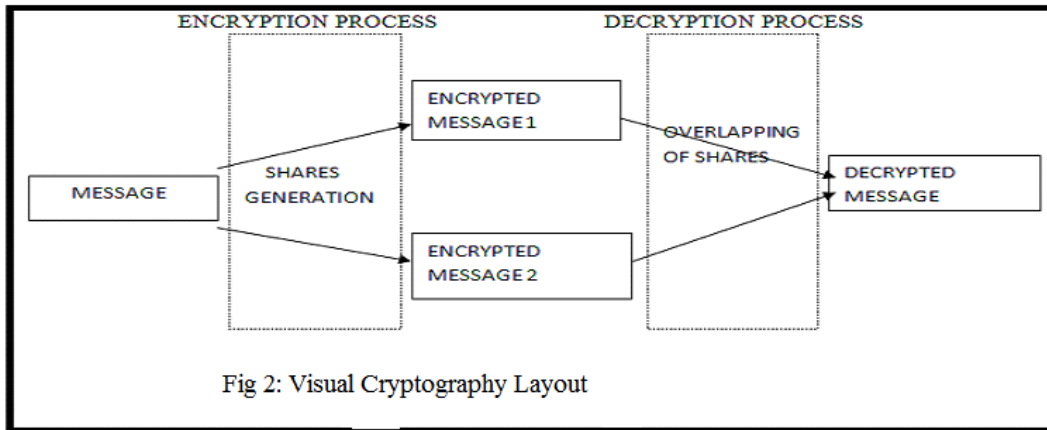 ENCRYPTION PROCESS
DECRYPTION PROCESS
MESSAGE
SHARES
GENERATION
ENCRYPTED
MESSAGE 1
ENCRYPTED
MESSAGE 2
OVERLAPPING
OF SHARES
DECRYPTED
MESSAGE
Fig 2: Visual Cryptography Layout